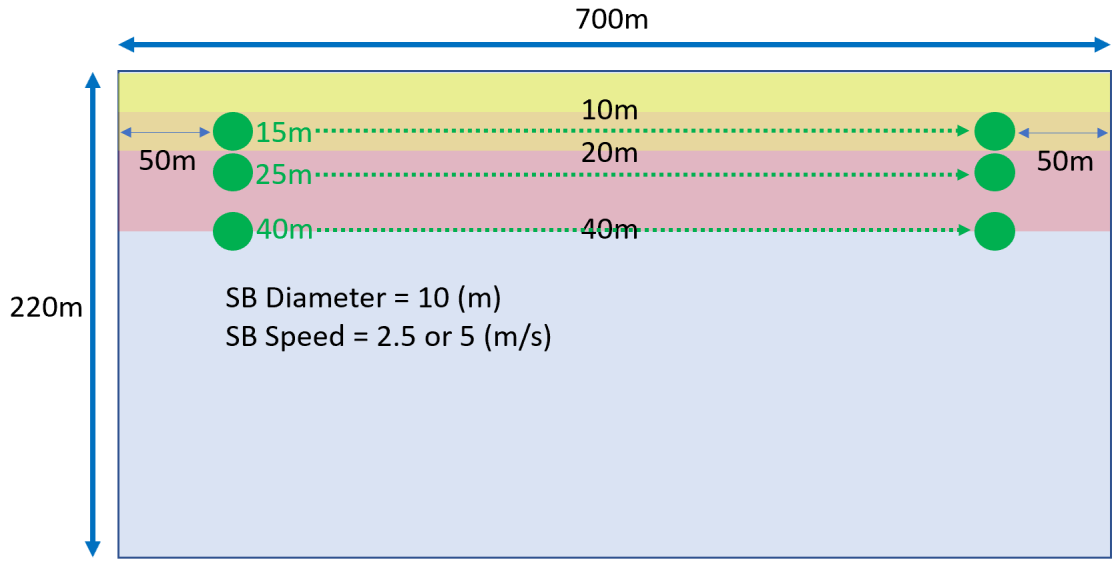 700m
10m
15m
20m
50m
50m
25m
40m
40m
220m
SB Diameter = 10 (m)
SB Speed = 2.5 or 5 (m/s)